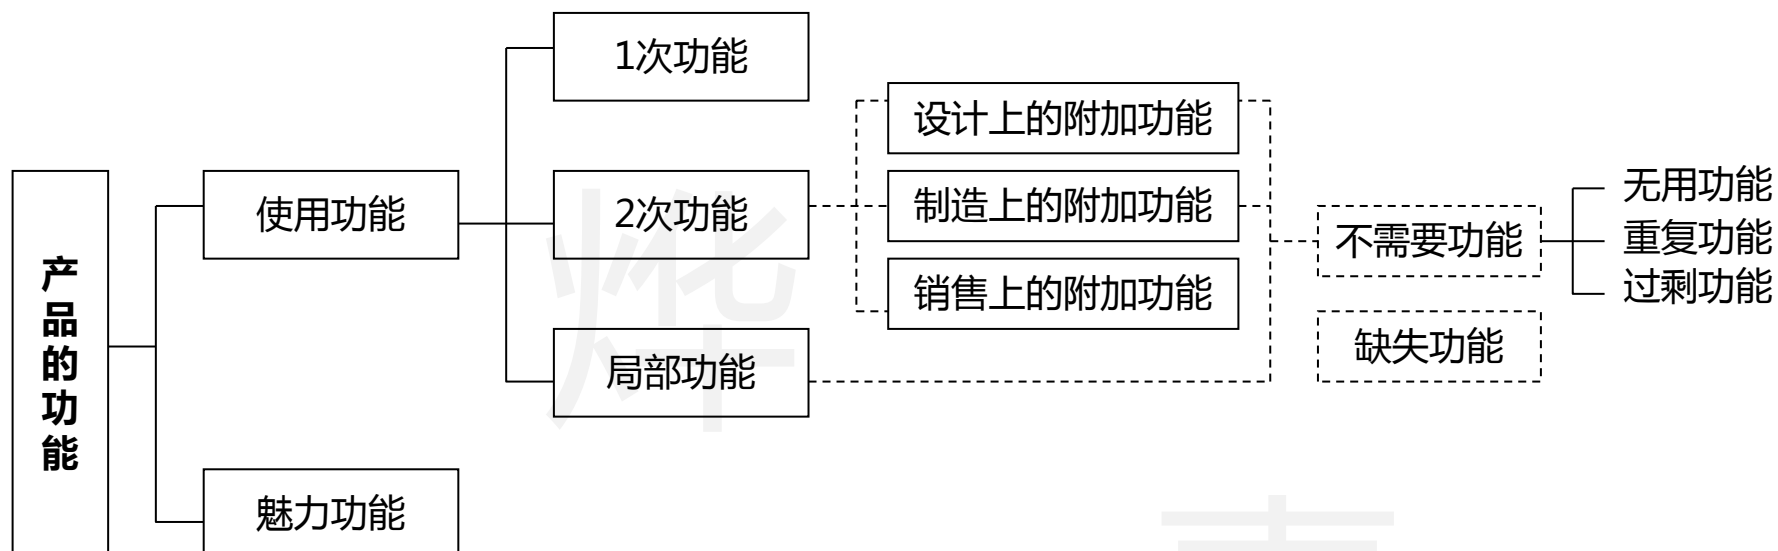 产品的功能
使用功能
魅力功能
1次功能
2次功能
局部功能
设计上的附加功能
制造上的附加功能
销售上的附加功能
不需要功能
缺失功能
无用功能
重复功能
过剩功能
烨